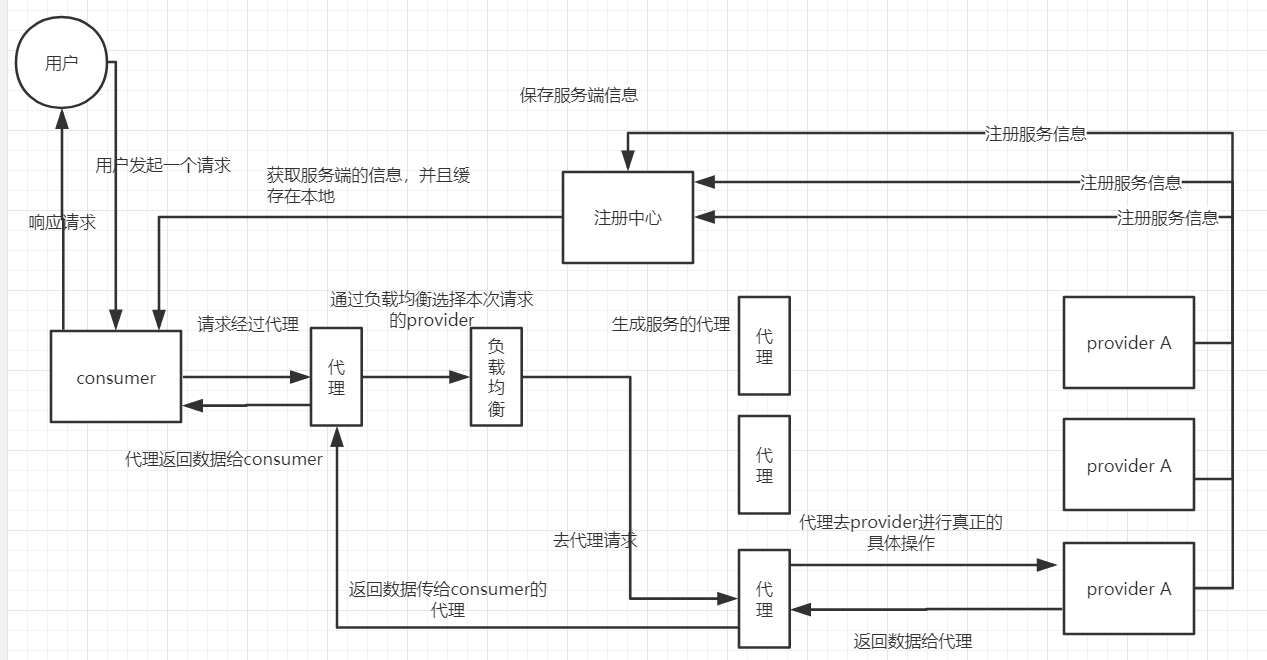 用户
保存服务端信息
注册服务信息
用户发起一个请求
获取服务端的信息，并且缓
存在本地
注册服务信息
响应请求
注册中心
注册服务信息
通过负载均衡选择本次请求
的provider
请求经过代理
生成服务的代理
代
理
provider A
consumer
代
理
负
载
均
衡
代理返回数据给consumer
代
理
provider A
代理去provider进行真正的
具体操作
去代理请求
返回数据传给consumer的
代理
代
理
provider A
返回数据给代理